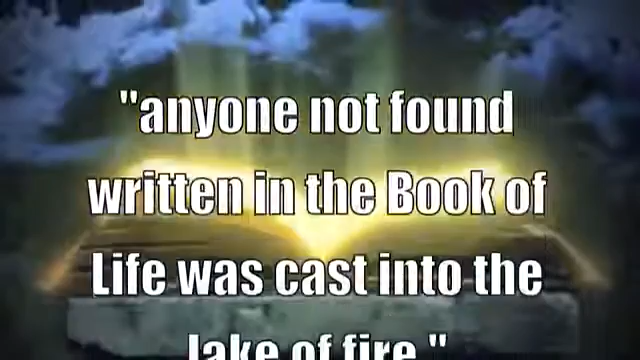 "anyone not found
written in the Book of
Life was cast into the
lake of fire."